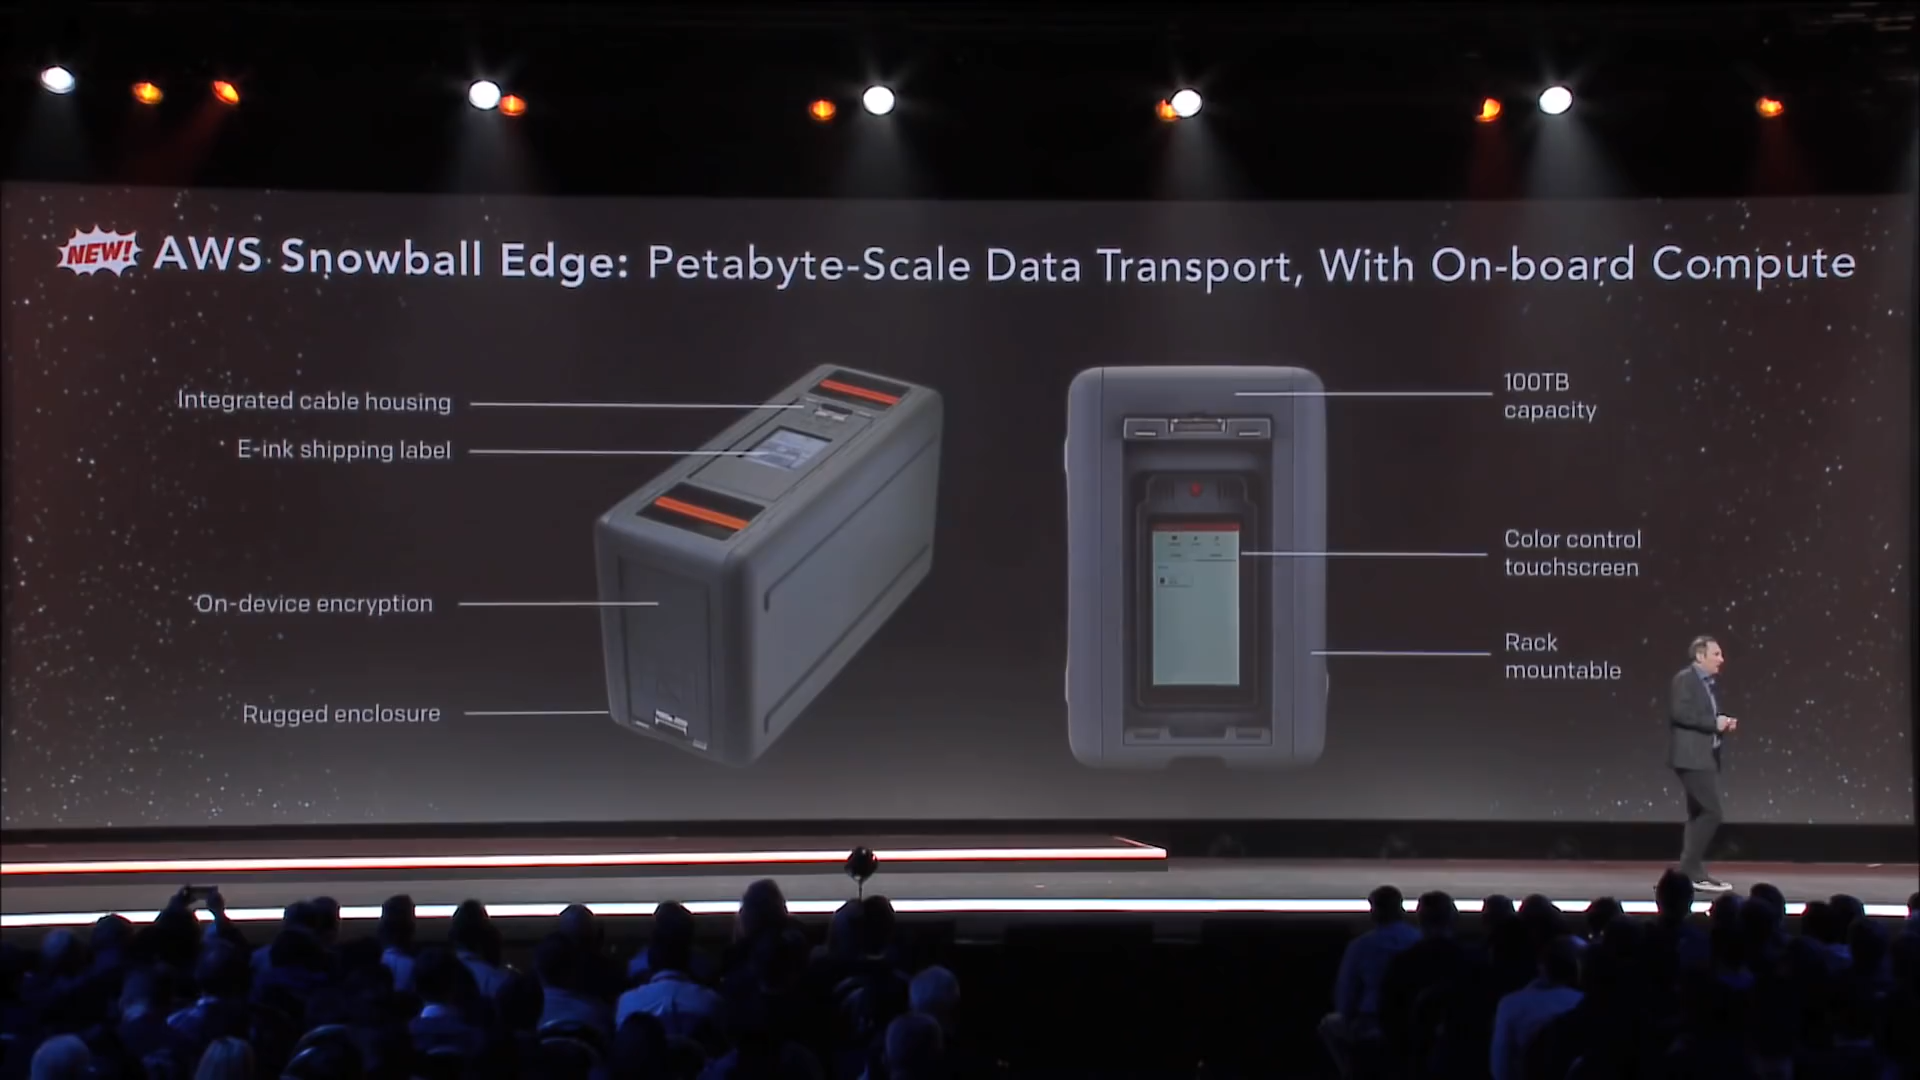 NEW! AWS Snowball Edge: Petabyte-Scale Data Transport, With On-board Compute
Integrated cable housing
E-ink shipping label
On-device encryption
Rugged enclosure
100TB
capacity
Color control
touchscreen
Rack
mountable